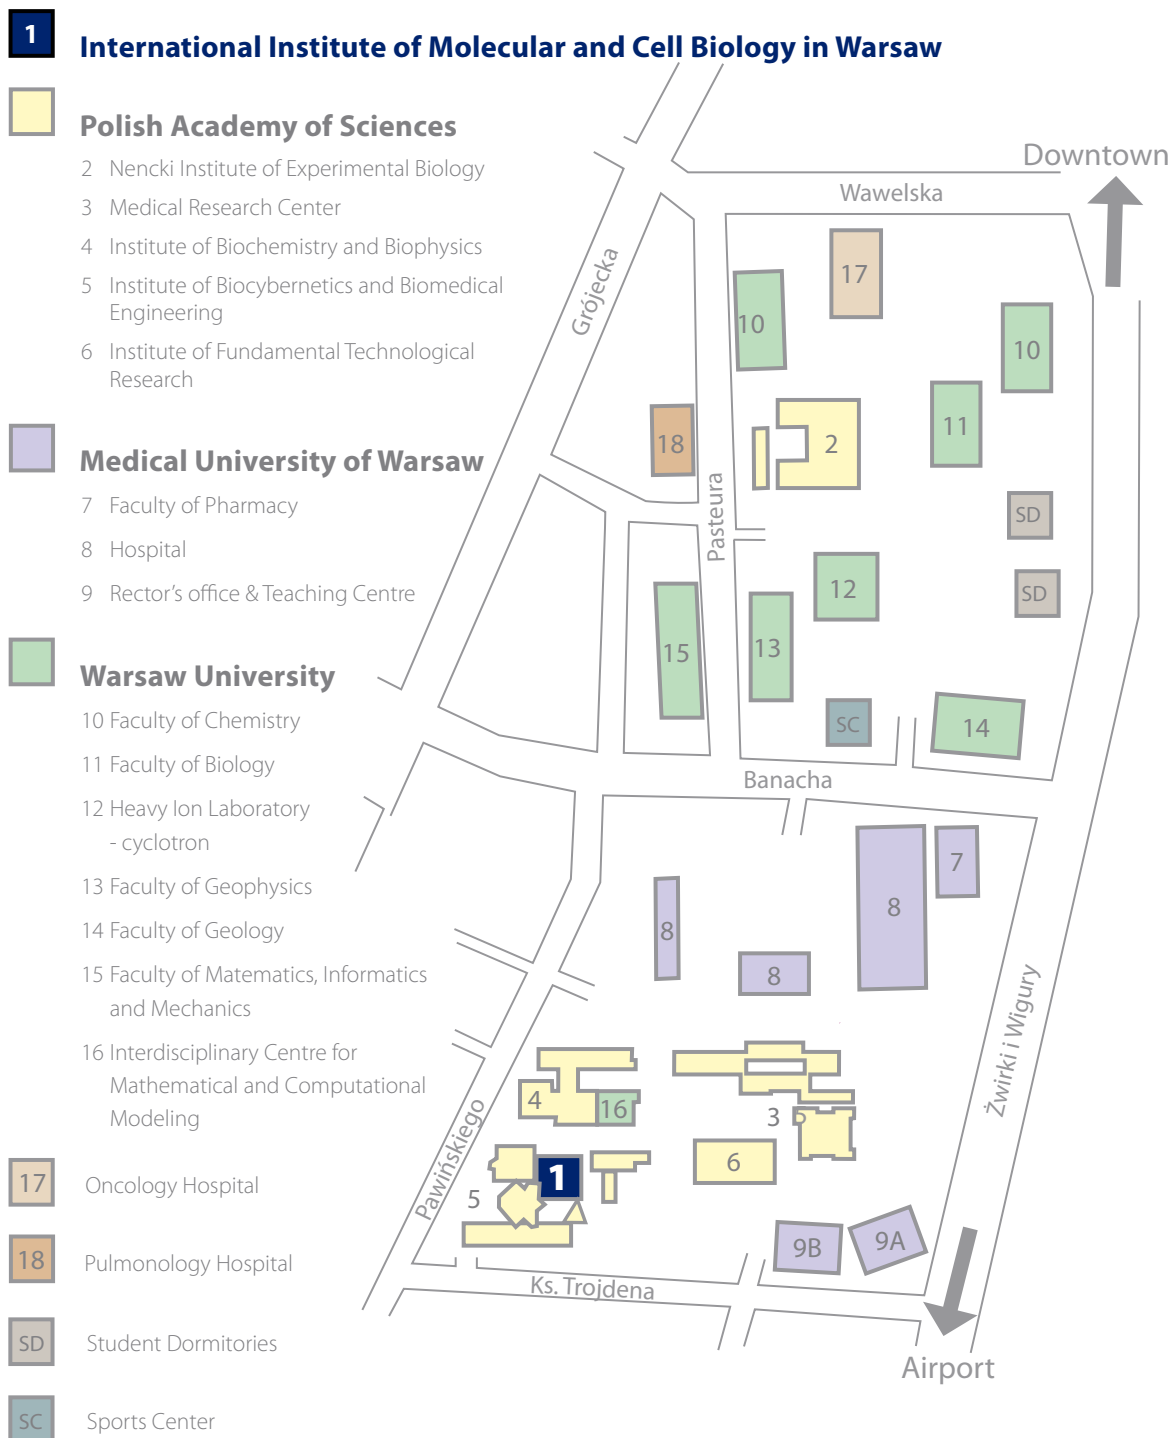 1
International Institute of Molecular and Cell Biology in Warsaw
Polish Academy of Sciences
2 Nencki Institute of Experimental Biology
3 Medical Research Center
4 Institute of Biochemistry and Biophysics
5 Institute of Biocybernetics and Biomedical
Engineering
6 Institute of Fundamental Technological
Research
Medical University of Warsaw
7 Faculty of Pharmacy
8 Hospital
9 Rector's office & Teaching Centre
Warsaw University
10 Faculty of Chemistry
11 Faculty of Biology
12 Heavy Ion Laboratory
- cyclotron
13 Faculty of Geophysics
14 Faculty of Geology
15 Faculty of Matematics, Informatics
and Mechanics
16 Interdisciplinary Centre for
Mathematical and Computational
Modeling
17 Oncology Hospital
18 Pulmonology Hospital
SD Student Dormitories
SC Sports Center
Downtown
Wawelska
Grójecka
17
10
10
11
18
2
Pasteura
SD
12
SD
15
13
SC
14
Banacha
7
8
8
8
Żwirki i Wigury
4
16
3
5
Pawińskiego
1
6
5
9B
9A
Ks. Trojdena
Airport